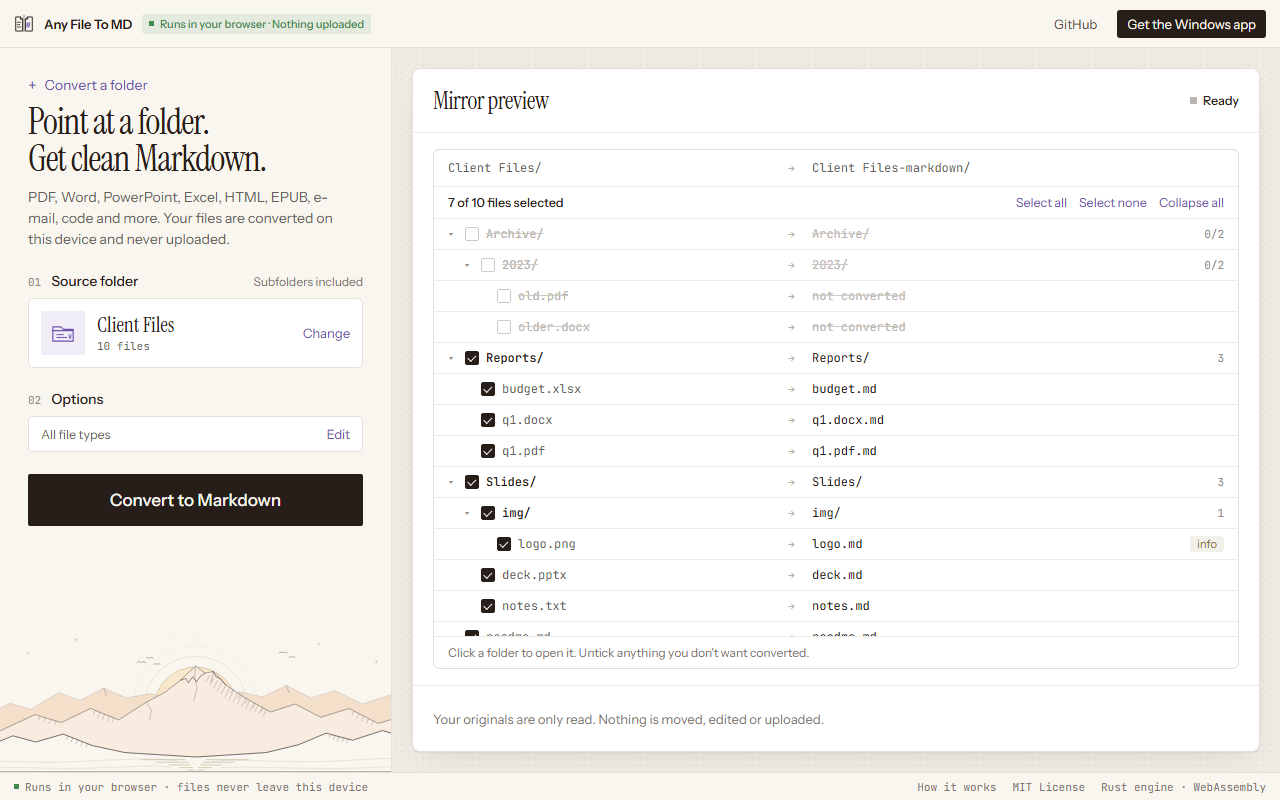 Any File To MD
Runs in your browser · Nothing uploaded
GitHub
Get the Windows app
+ Convert a folder
Point at a folder.
Get clean Markdown.
PDF, Word, PowerPoint, Excel, HTML, EPUB, e-
mail, code and more. Your files are converted on
this device and never uploaded.
01 Source folder Subfolders included
Client Files
10 files
Change
02 Options
All file types Edit
Convert to Markdown
Mirror preview
Ready
Client Files/ → Client Files-markdown/
7 of 10 files selected Select all Select none Collapse all
Archive/ → Archive/ 0/2
2023/ → 2023/ 0/2
old.pdf → not converted
older.docx → not converted
Reports/ → Reports/ 3
budget.xlsx → budget.md
q1.docx → q1.docx.md
q1.pdf → q1.pdf.md
Slides/ → Slides/ 3
img/ → img/ 1
logo.png → logo.md info
deck.pptx → deck.md
notes.txt → notes.md
readme.md readme.md
Click a folder to open it. Untick anything you don't want converted.
Your originals are only read. Nothing is moved, edited or uploaded.
Runs in your browser · files never leave this device
How it works MIT License Rust engine · WebAssembly